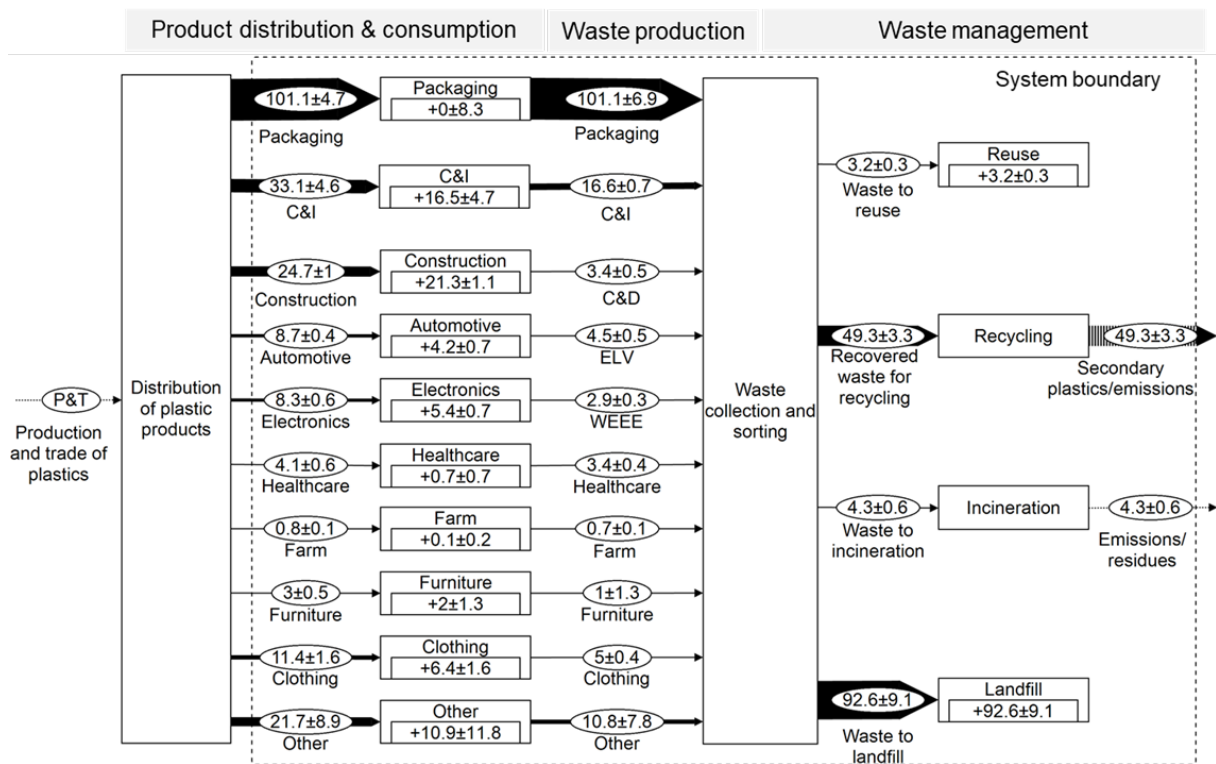 Product distribution & consumption
Waste production
Waste management
System boundary
P&T
Production
and trade of
plastics
Distribution
of plastic
products
101.1±4.7
Packaging
Packaging
+0±8.3
101.1±6.9
Packaging
33.1±4.6
C&I
C&I
+16.5±4.7
16.6±0.7
C&I
24.7±1
Construction
Construction
+21.3±1.1
3.4±0.5
C&D
8.7±0.4
Automotive
Automotive
+4.2±0.7
4.5±0.5
ELV
8.3±0.6
Electronics
Electronics
+5.4±0.7
2.9±0.3
WEEE
4.1±0.6
Healthcare
Healthcare
+0.7±0.7
3.4±0.4
Healthcare
0.8±0.1
Farm
Farm
+0.1±0.2
0.7±0.1
Farm
3±0.5
Furniture
Furniture
+2±1.3
1±1.3
Furniture
11.4±1.6
Clothing
Clothing
+6.4±1.6
5±0.4
Clothing
21.7±8.9
Other
Other
+10.9±11.8
10.8±7.8
Other
Waste
collection and
sorting
3.2±0.3
Waste to
reuse
Reuse
+3.2±0.3
49.3±3.3
Recovered
waste for
recycling
Recycling
49.3±3.3
Secondary
plastics/emissions
4.3±0.6
Waste to
incineration
Incineration
4.3±0.6
Emissions/
residues
92.6±9.1
Waste to
landfill
Landfill
+92.6±9.1